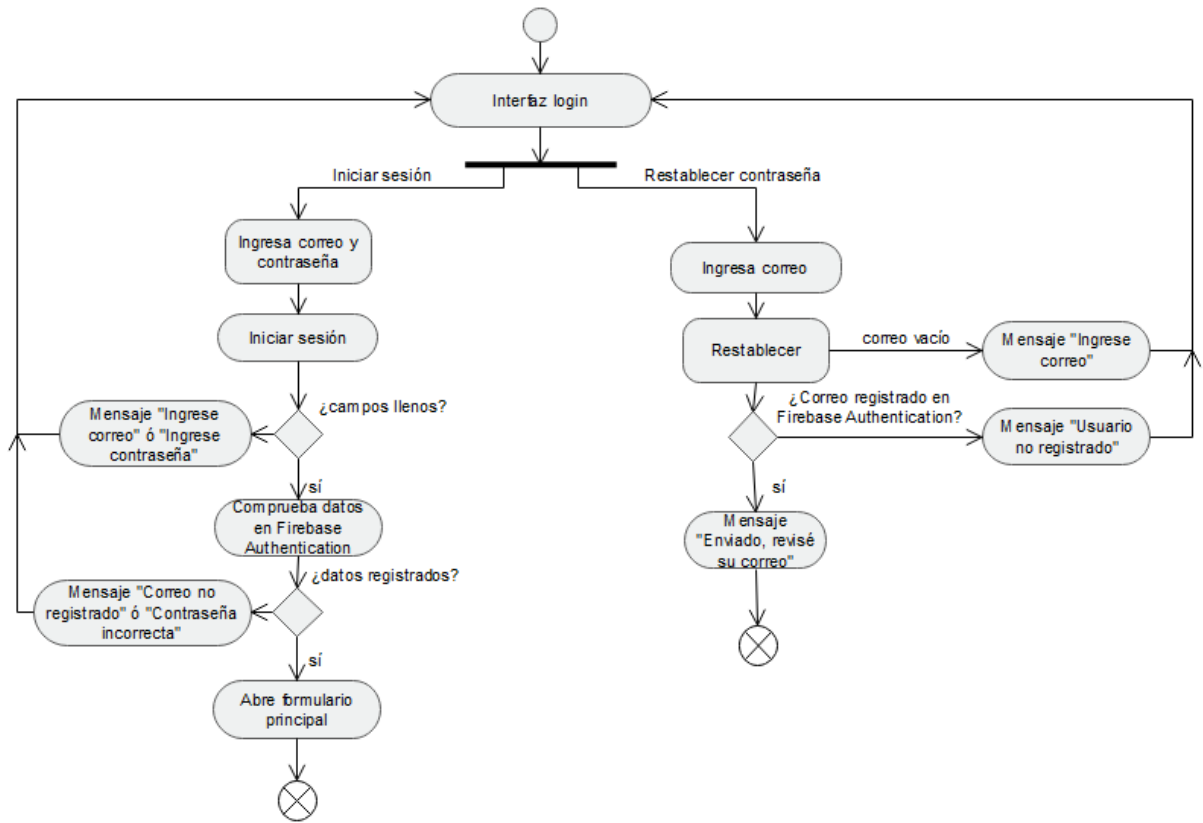 Interfaz login
Iniciar sesión
Restablecer contraseña
Ingresa correo y
contraseña
Iniciar sesión
¿campos llenos?
Mensaje "Ingrese
correo" ó "Ingrese
contraseña"
sí
Comprueba datos
en Firebase
Authentication
¿datos registrados?
Mensaje "Correo no
registrado" ó "Contraseña
incorrecta"
sí
Abre formulario
principal
Ingresa correo
Restablecer
correo vacío
Mensaje "Ingrese
correo"
¿Correo registrado en
Firebase Authentication?
Mensaje "Usuario
no registrado"
sí
Mensaje
"Enviado, revisé
su correo"